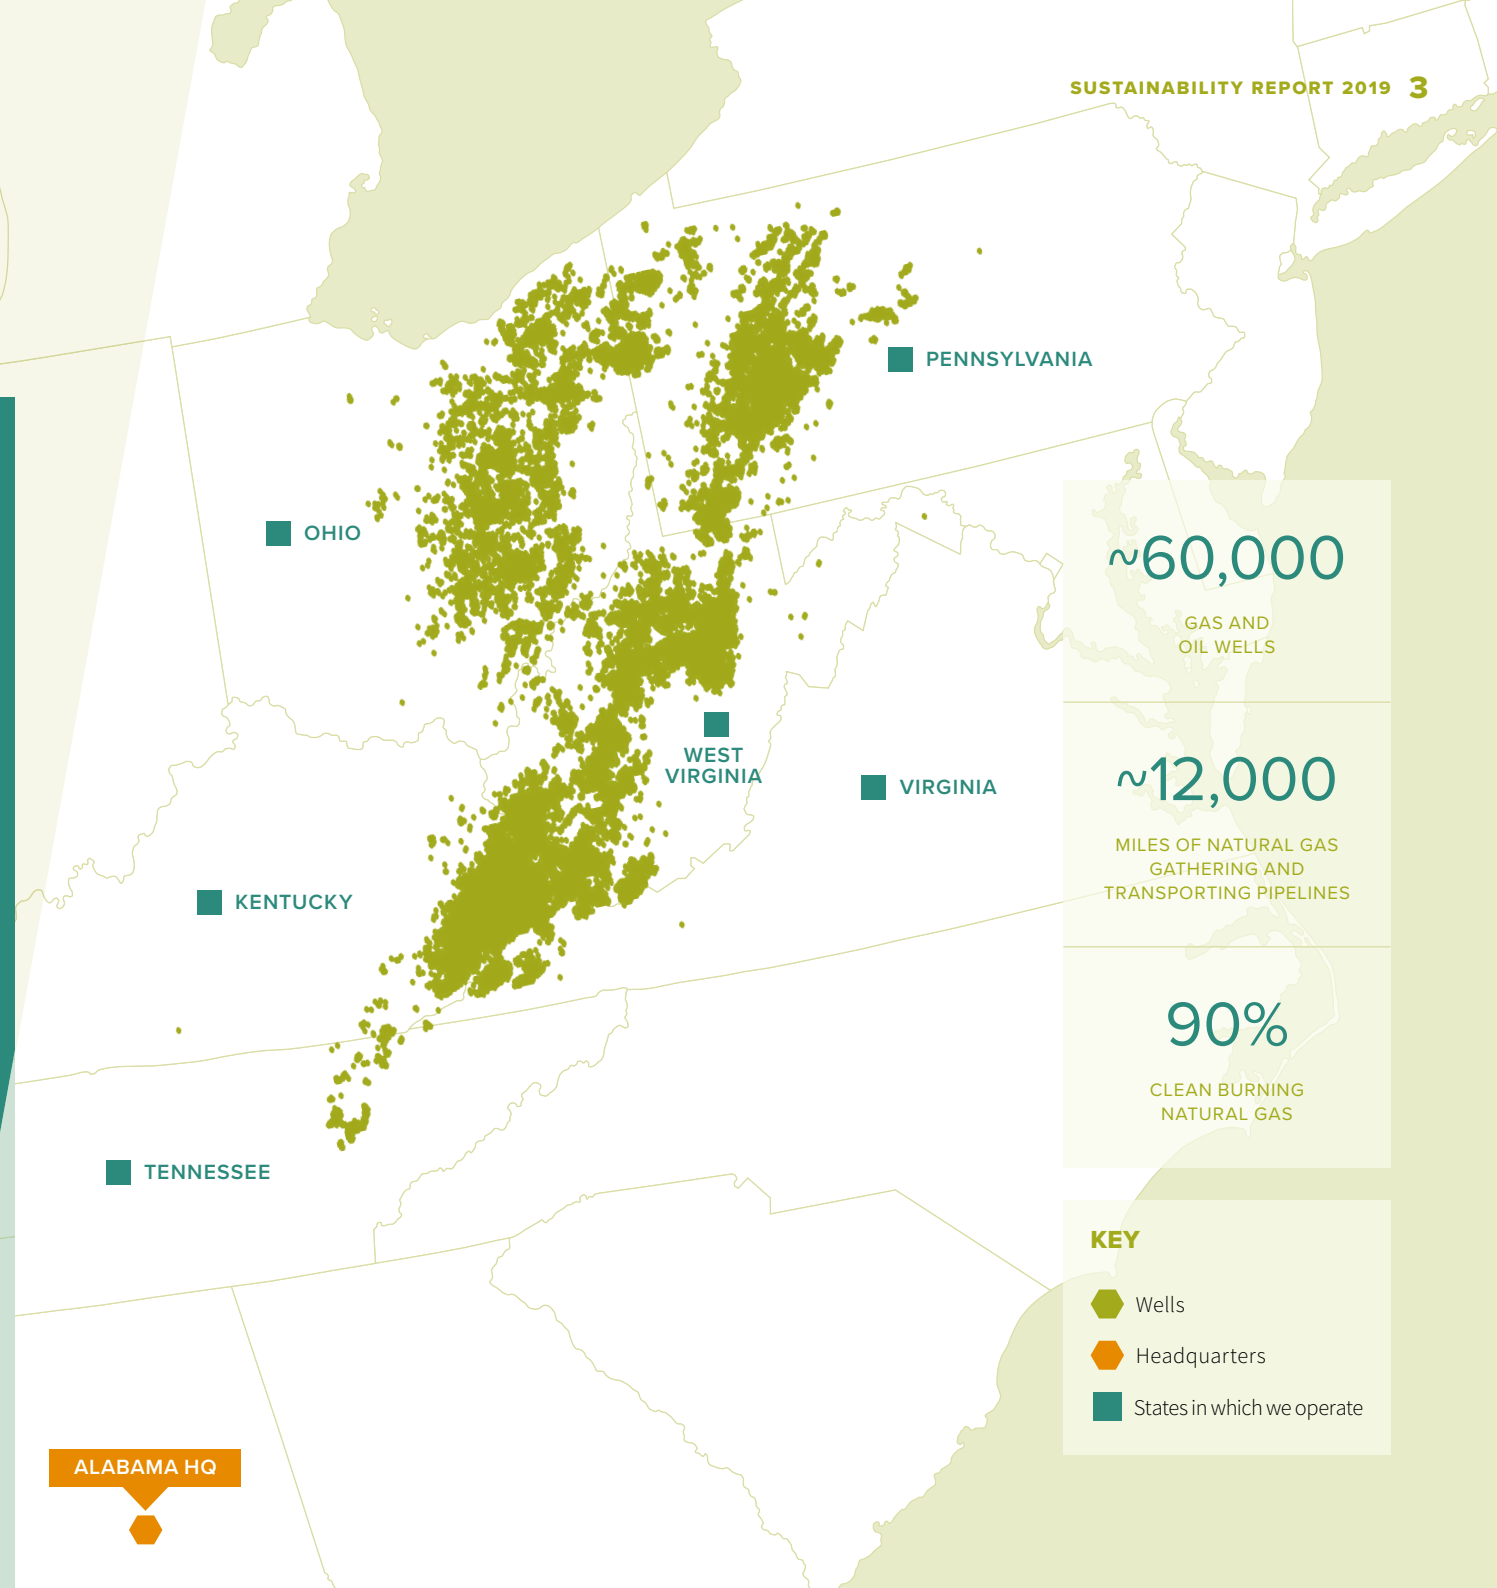 SUSTAINABILITY REPORT 2019 3
PENNSYLVANIA
OHIO
WEST
VIRGINIA
VIRGINIA
KENTUCKY
TENNESSEE
ALABAMA HQ
~60,000
GAS AND
OIL WELLS
~12,000
MILES OF NATURAL GAS
GATHERING AND
TRANSPORTING PIPELINES
90%
CLEAN BURNING
NATURAL GAS
KEY
Wells
Headquarters
States in which we operate